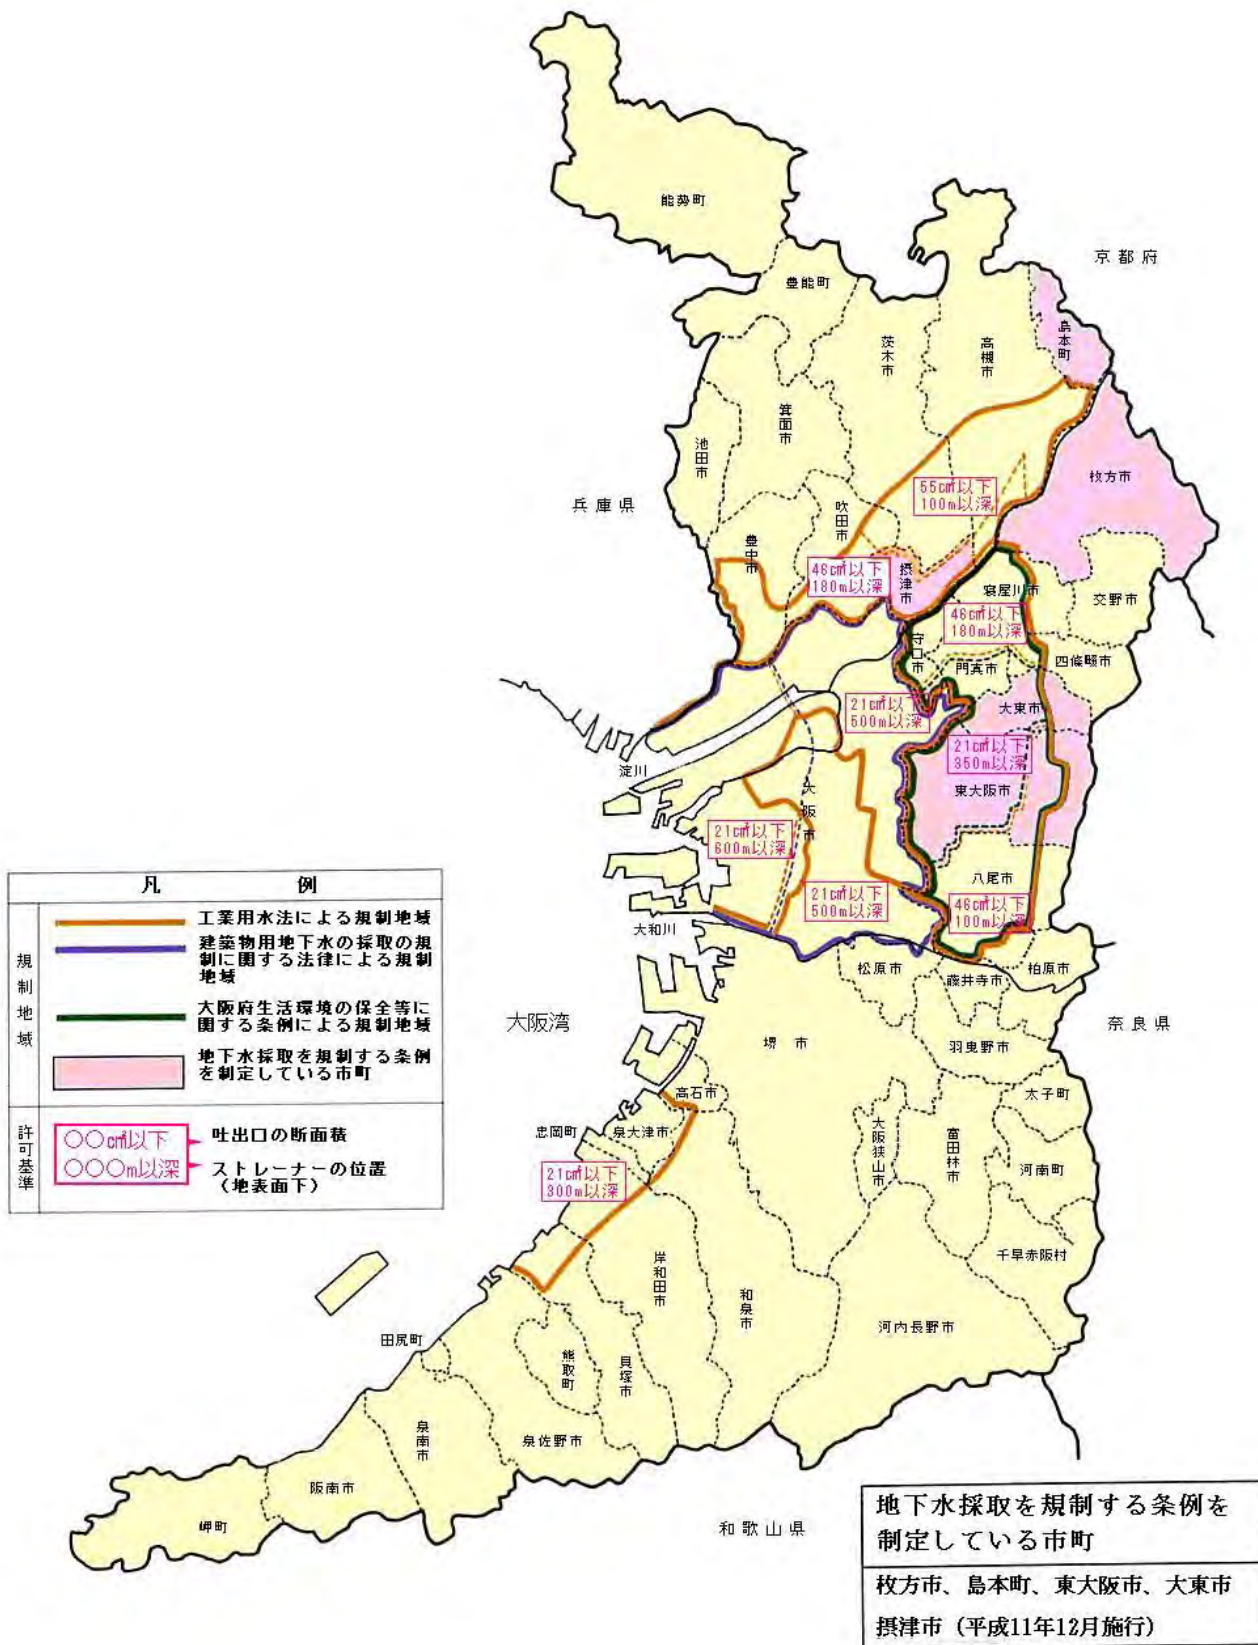 能勢町
京都府
豊能町
島本町
茨木市
高槻市
箕面市
池田市
枚方市
兵庫県
55c㎡以下
100m以深
吹田市
豊中市
摂津市
46c㎡以下
180m以深
寝屋川市
交野市
46c㎡以下
180m以深
守口市
門真市
四條畷市
21c㎡以下
500m以深
大東市
21c㎡以下
350m以深
淀川
東大阪市
大阪市
21c㎡以下
600m以深
八尾市
21c㎡以下
500m以深
46c㎡以下
100m以深
大和川
松原市
藤井寺市
柏原市
大阪湾
堺市
羽曳野市
奈良県
高石市
太子町
忠岡町
泉大津市
大阪狭山市
富田林市
河南町
21c㎡以下
300m以深
千早赤阪村
岸和田市
和泉市
河内長野市
田尻町
熊取町
貝塚市
泉南市
泉佐野市
阪南市
岬町
和歌山県
凡例
規制地域
工業用水法による規制地域
建築物用地下水の採取の規
制に関する法律による規制
地域
大阪府生活環境の保全等に
関する条例による規制地域
地下水採取を規制する条例
を制定している市町
許可基準
○○c㎡以下
吐出口の断面積
○○○m以深
ストレーナーの位置
(地表面下)
地下水採取を規制する条例を
制定している市町
枚方市、島本町、東大阪市、大東市
摂津市（平成11年12月施行）